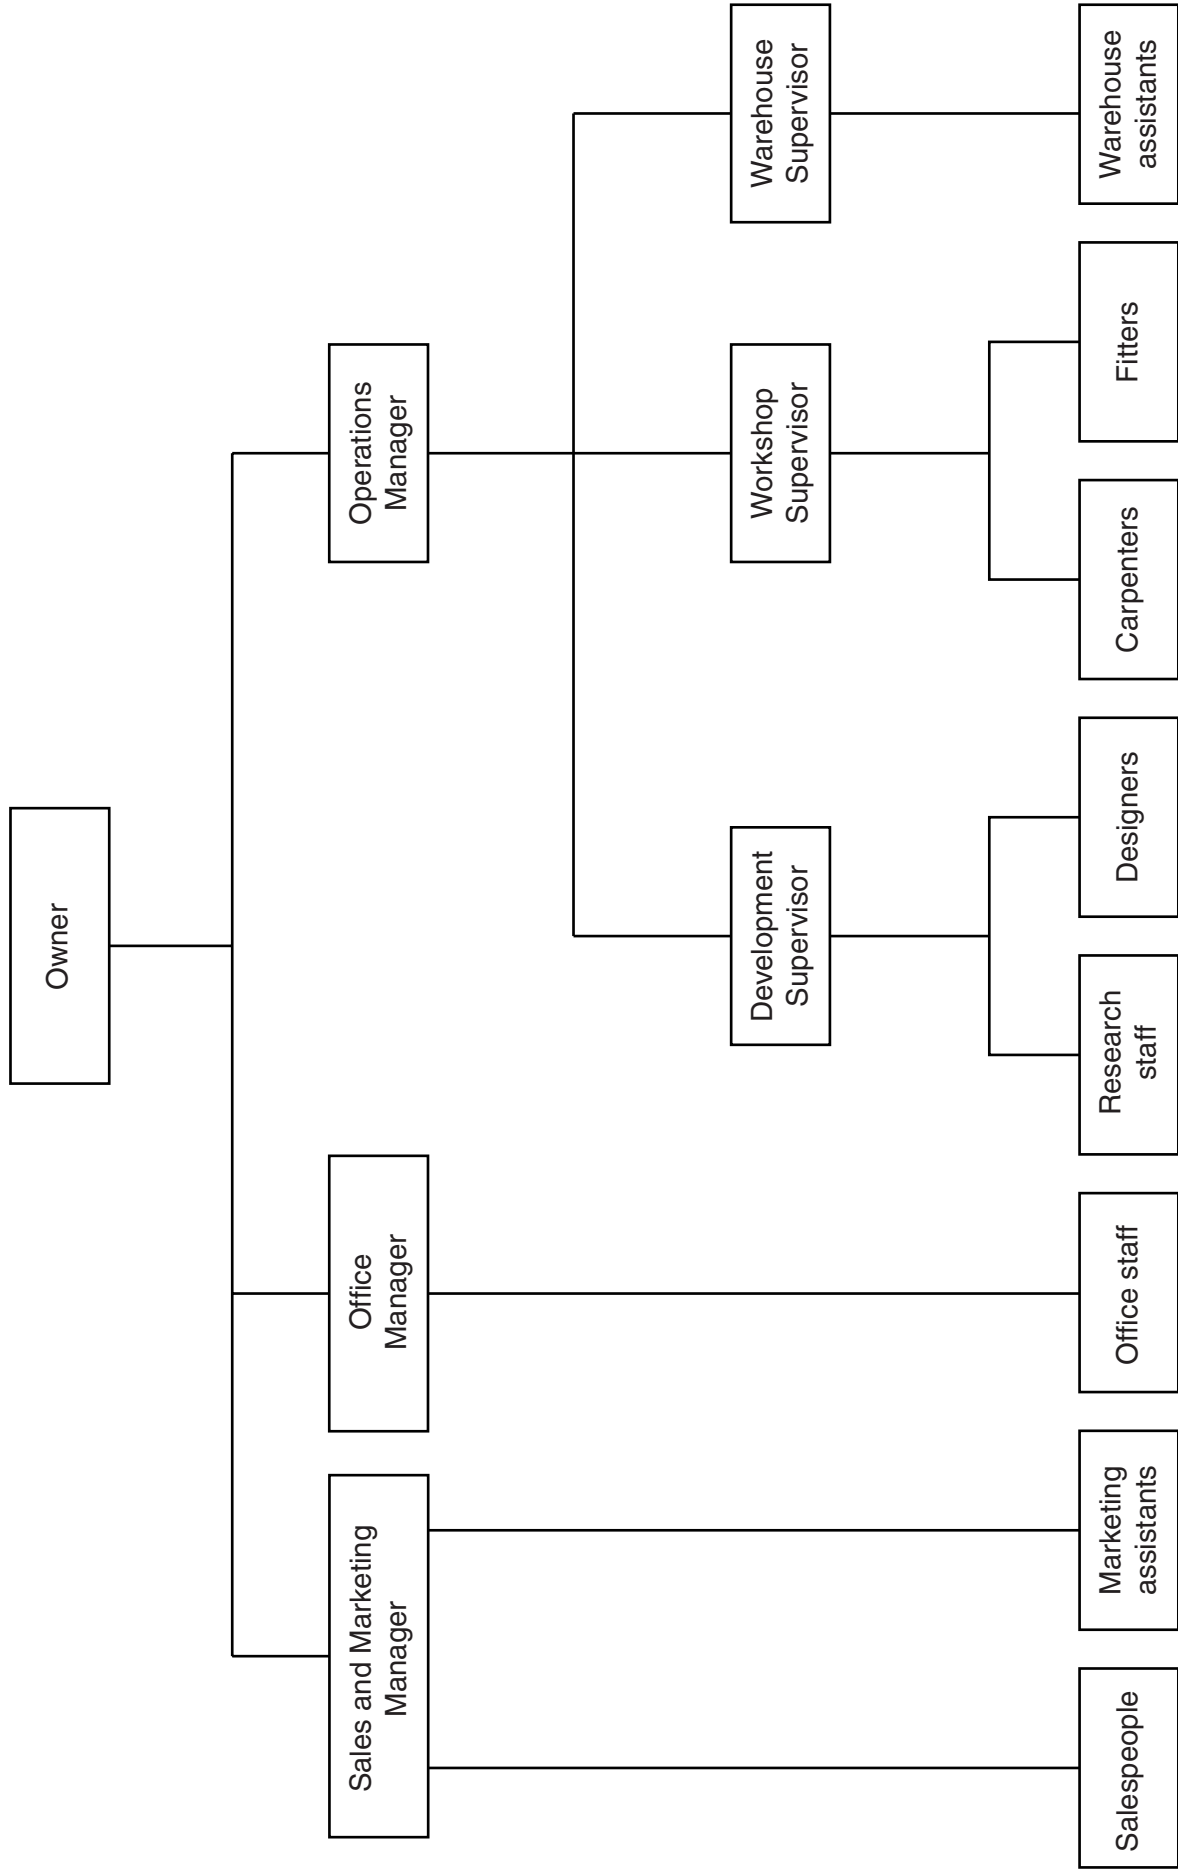 Owner
Sales and Marketing
Manager
Office
Manager
Operations
Manager
Development
Supervisor
Workshop
Supervisor
Warehouse
Supervisor
Salespeople
Marketing
assistants
Office staff
Research
staff
Designers
Carpenters
Fitters
Warehouse
assistants